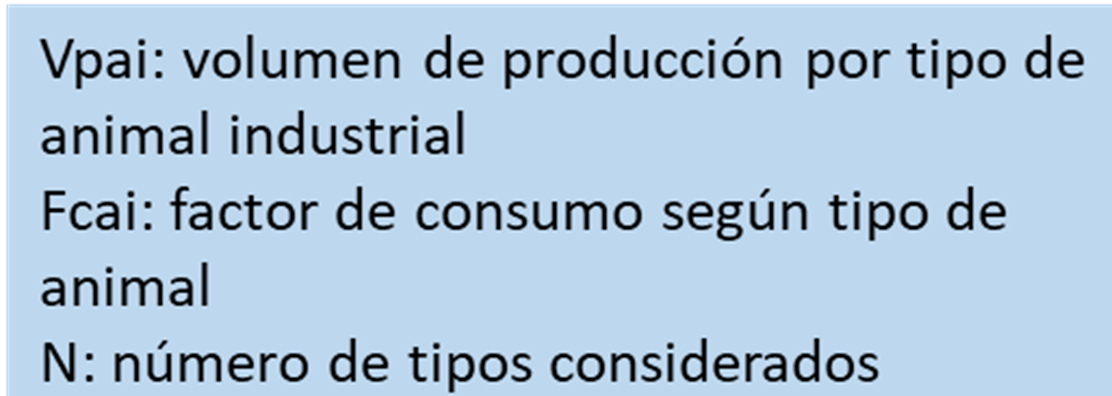 Vpai: volumen de producción por tipo de
animal industrial
Fcai: factor de consumo según tipo de
animal
N: número de tipos considerados